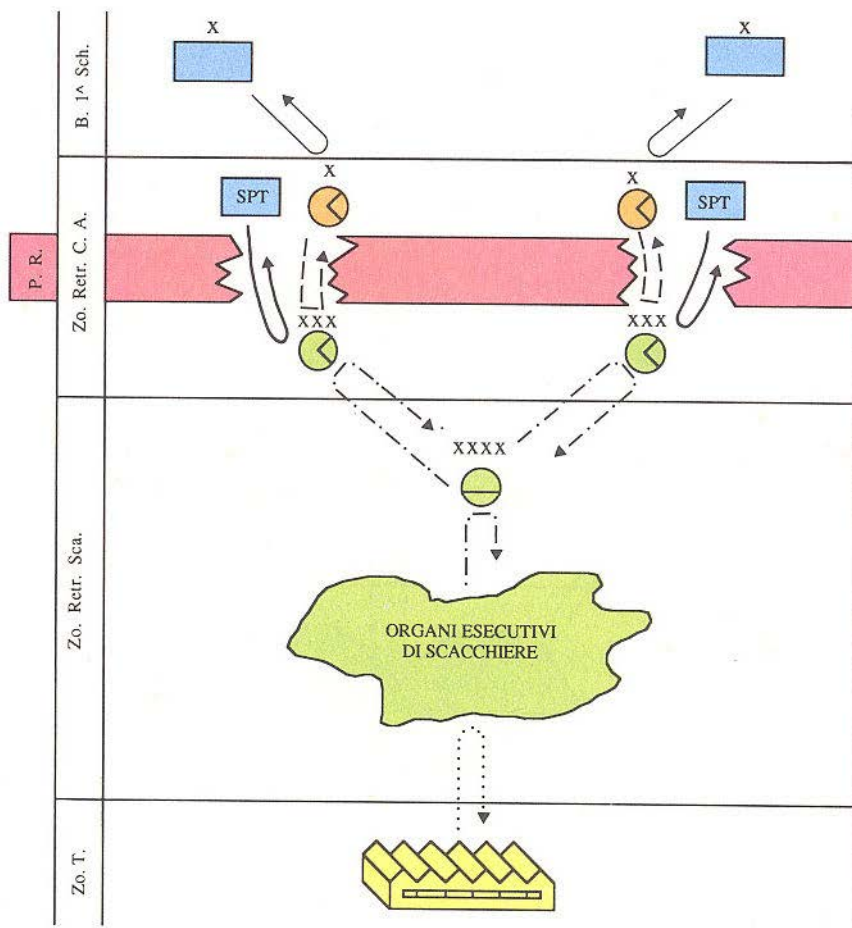 B. 1^ Sch.
X
X
Zo. Retr. C. A.
P. R.
SPT
X
X
SPT
XXX
XXX
Zo. Retr. Sca.
XXXX
ORGANI ESECUTIVI
DI SCACCHIERE
Zo. T.